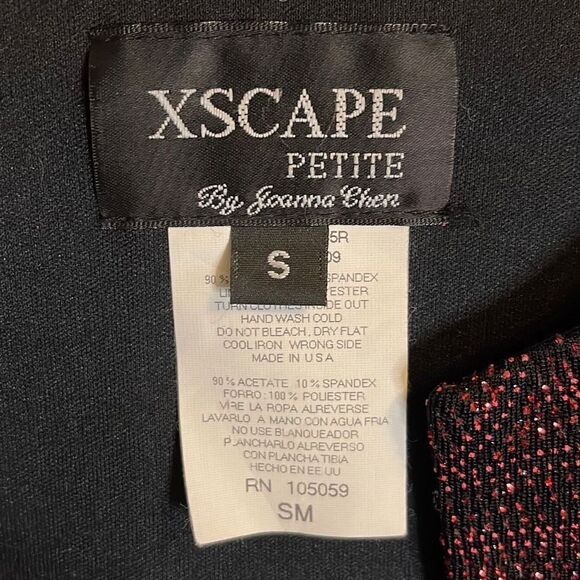 XSCAPE
PETITE
By Joanna Chen
S
5R
09
90% SPANDEX
ESTER
TURN CLOTHES INSIDE OUT
HAND WASH COLD
DO NOT BLEACH, DRY FLAT
COOL IRON WRONG SIDE
MADE IN USA
90% ACETATE 10% SPANDEX
FORRO: 100% POLIESTER
VIRE LA ROPA ALREVERSE
LAVARLO A MANO CON AGUA FRIA
NO USE BLANQUEADOR
PLANCHARLO ALREVERSO
CON PLANCHA TIBIA
HECHO EN EE.UU
RN 105059
SM